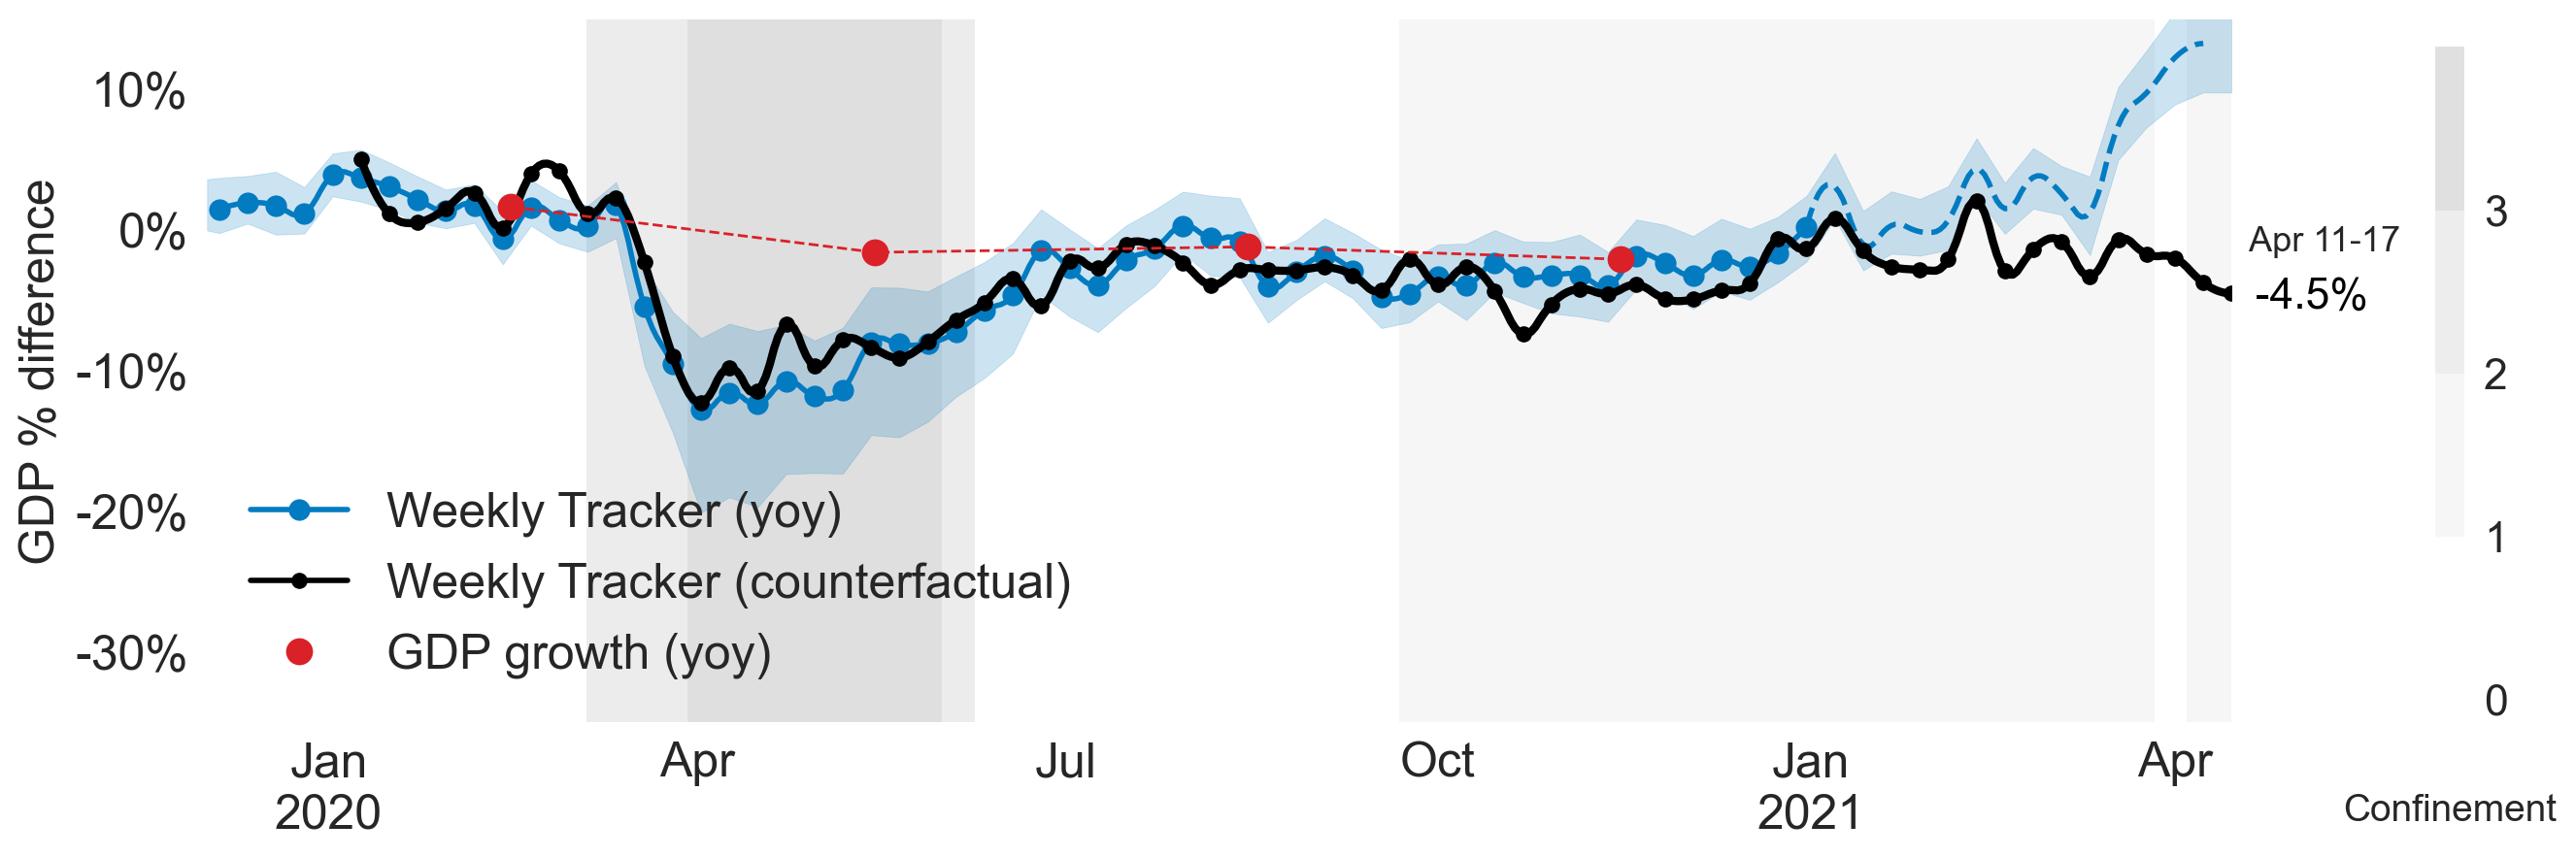 GDP % difference
10%
0%
-10%
-20%
-30%
Weekly Tracker (yoy)
Weekly Tracker (counterfactual)
GDP growth (yoy)
Jan
2020
Apr
Jul
Oct
Jan
2021
Apr
Apr 11-17
-4.5%
3
2
1
0
Confinement